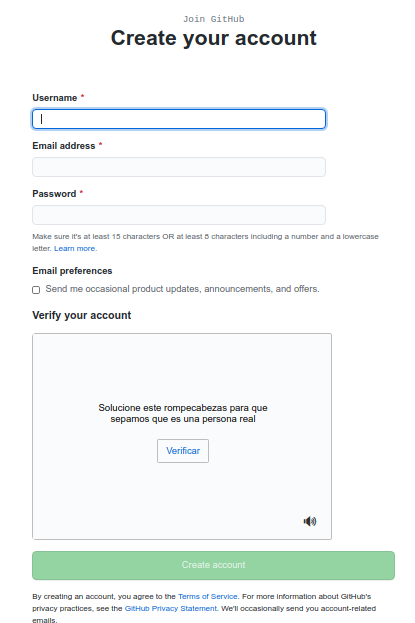 Join GitHub
Create your account
Username *
Email address *
Password *
Make sure it's at least 15 characters OR at least 8 characters including a number and a lowercase
letter. Learn more.
Email preferences
Send me occasional product updates, announcements, and offers.
Verify your account
Solucione este rompecabezas para que
sepamos que es una persona real
Verificar
Create account
By creating an account, you agree to the Terms of Service. For more information about GitHub's
privacy practices, see the GitHub Privacy Statement. We'll occasionally send you account-related
emails.